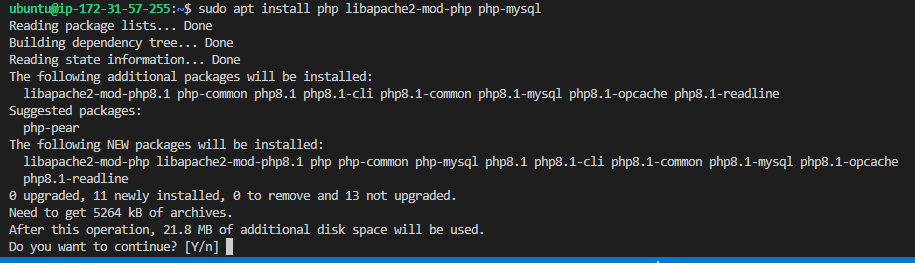 ubuntu@ip-172-31-57-255:~$ sudo apt install php libapache2-mod-php php-mysql
Reading package lists... Done
Building dependency tree... Done
Reading state information... Done
The following additional packages will be installed:
  libapache2-mod-php8.1 php-common php8.1 php8.1-cli php8.1-common php8.1-mysql php8.1-opcache php8.1-readline
Suggested packages:
  php-pear
The following NEW packages will be installed:
  libapache2-mod-php libapache2-mod-php8.1 php php-common php-mysql php8.1 php8.1-cli php8.1-common php8.1-mysql php8.1-opcache
  php8.1-readline
0 upgraded, 11 newly installed, 0 to remove and 13 not upgraded.
Need to get 5264 kB of archives.
After this operation, 21.8 MB of additional disk space will be used.
Do you want to continue? [Y/n]